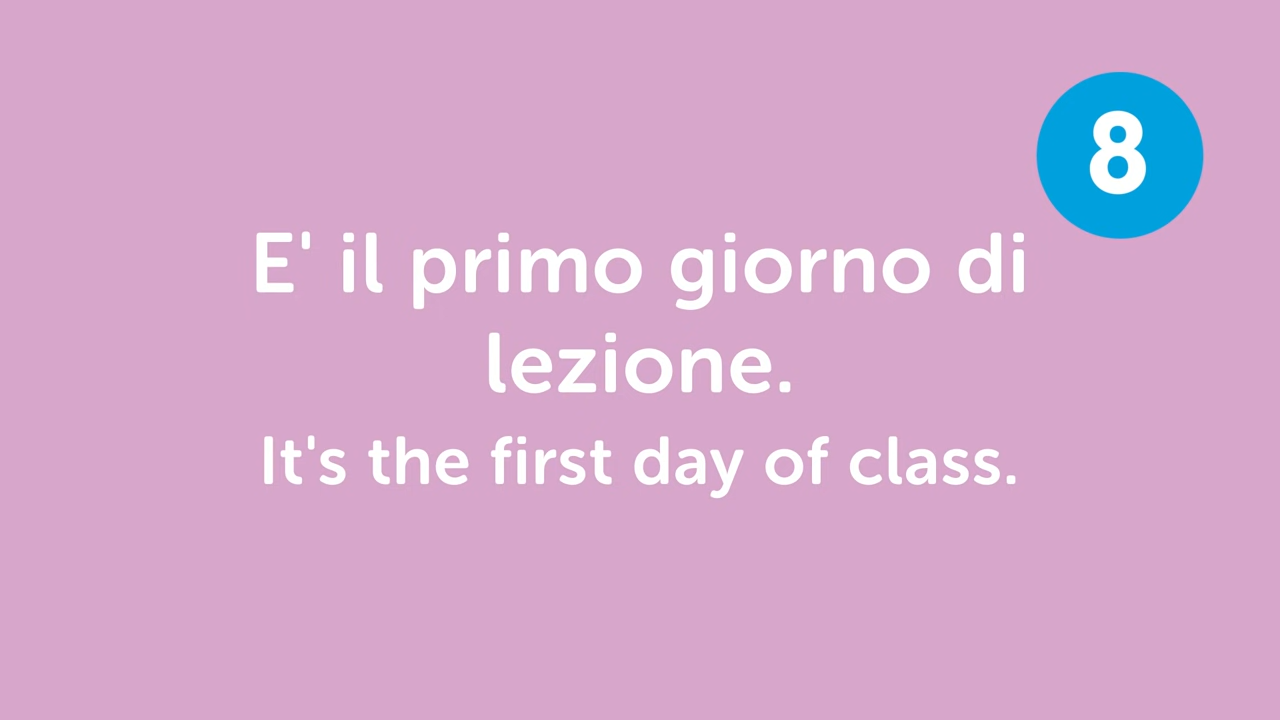 8
E' il primo giorno di
lezione.
It's the first day of class.